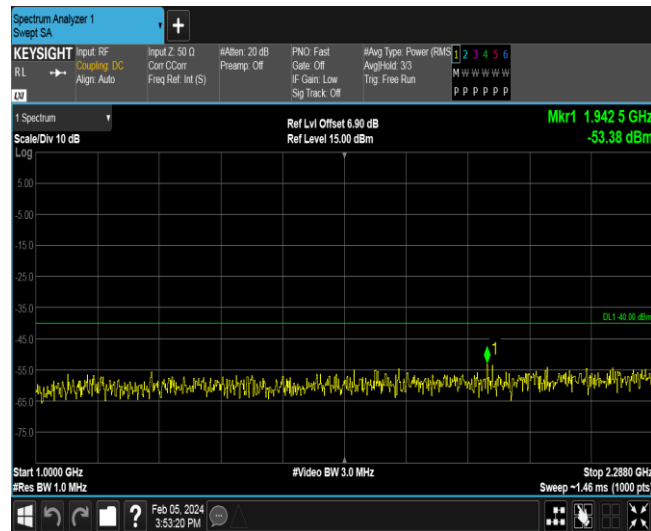 Spectrum Analyzer 1
Swept SA
+
KEYSIGHT
RL
LXI
Input: RF
Coupling: DC
Align: Auto
Input Z: 50 Ω
Corr CCorr
Freq Ref: Int (S)
#Atten: 20 dB
Preamp: Off
PNO: Fast
Gate: Off
IF Gain: Low
Sig Track: Off
#Avg Type: Power (RMS
Avg|Hold: 3/3
Trig: Free Run
1 2 3 4 5 6
M W W W W W
P P P P P P
1 Spectrum
Scale/Div 10 dB
Log
Ref Lvl Offset 6.90 dB
Ref Level 15.00 dBm
Mkr1 1.942 5 GHz
-53.38 dBm
5.00
-5.00
-15.0
-25.0
-35.0
DL1 -40.00 dBm
-45.0
1
-55.0
-65.0
-75.0
Start 1.0000 GHz
#Res BW 1.0 MHz
#Video BW 3.0 MHz
Stop 2.2880 GHz
Sweep ~1.46 ms (1000 pts)
?
Feb 05, 2024
3:53:20 PM